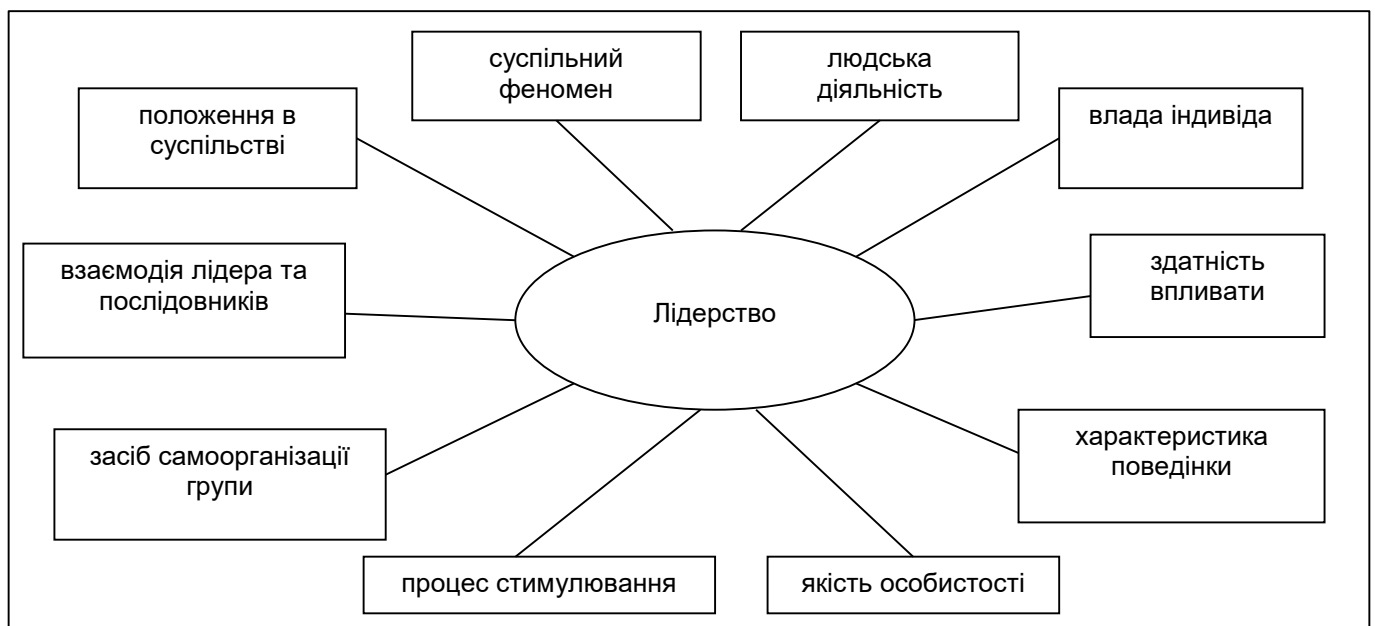 суспільний
феномен
людська
діяльність
положення в
суспільстві
влада індивіда
взаємодія лідера та
послідовників
здатність
впливати
Лідерство
засіб самоорганізації
групи
характеристика
поведінки
процес стимулювання
якість особистості